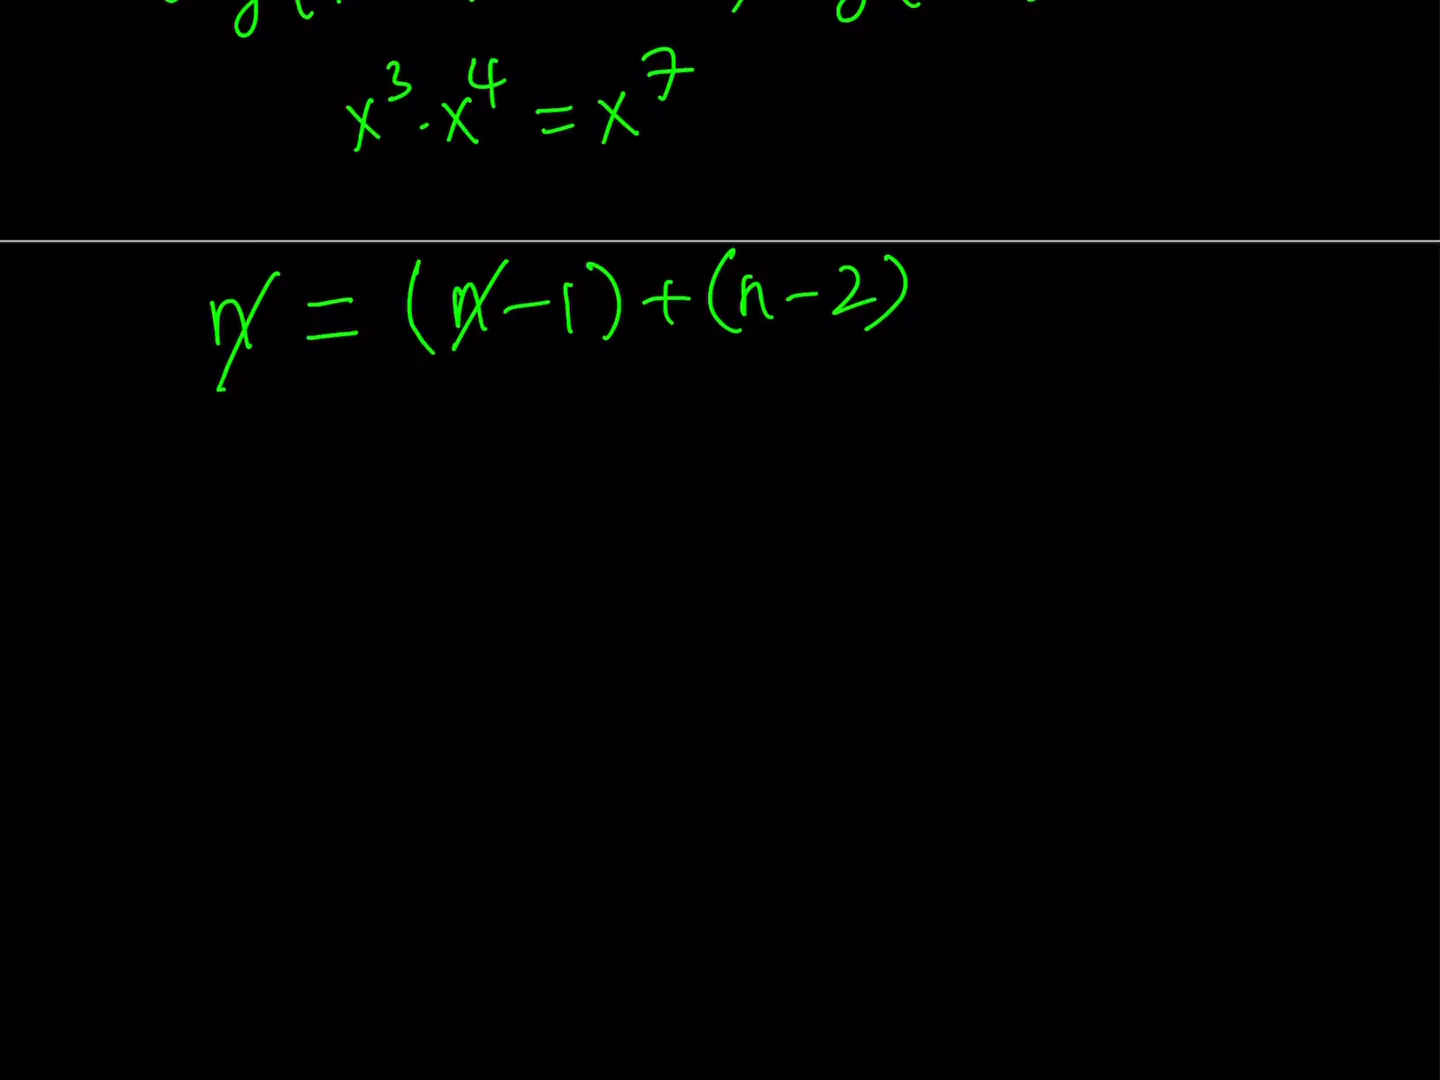 x³·x⁴ = x⁷
n = (n-1)+(n-2)